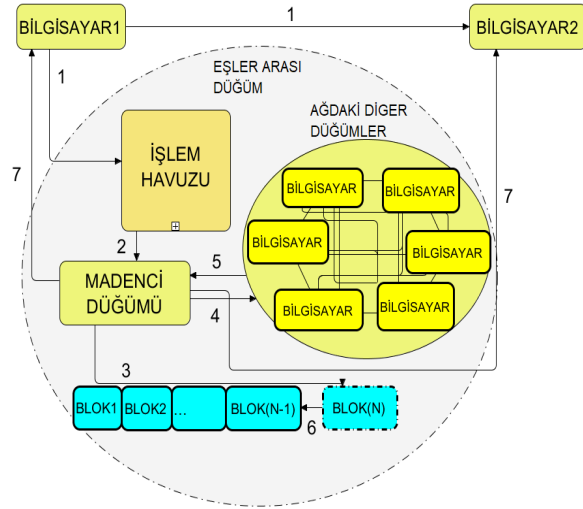 1
BİLGİSAYAR1
BİLGİSAYAR2
1
EŞLER ARASI
DÜĞÜM
AĞDAKİ DİGER
DÜĞÜMLER
İŞLEM
HAVUZU
7
7
BİLGİSAYAR
BİLGİSAYAR
BİLGİSAYAR
BİLGİSAYAR
BİLGİSAYAR
BİLGİSAYAR
2
5
MADENCİ
DÜĞÜMÜ
4
3
BLOK1
BLOK2
...
BLOK(N-1)
6
BLOK(N)